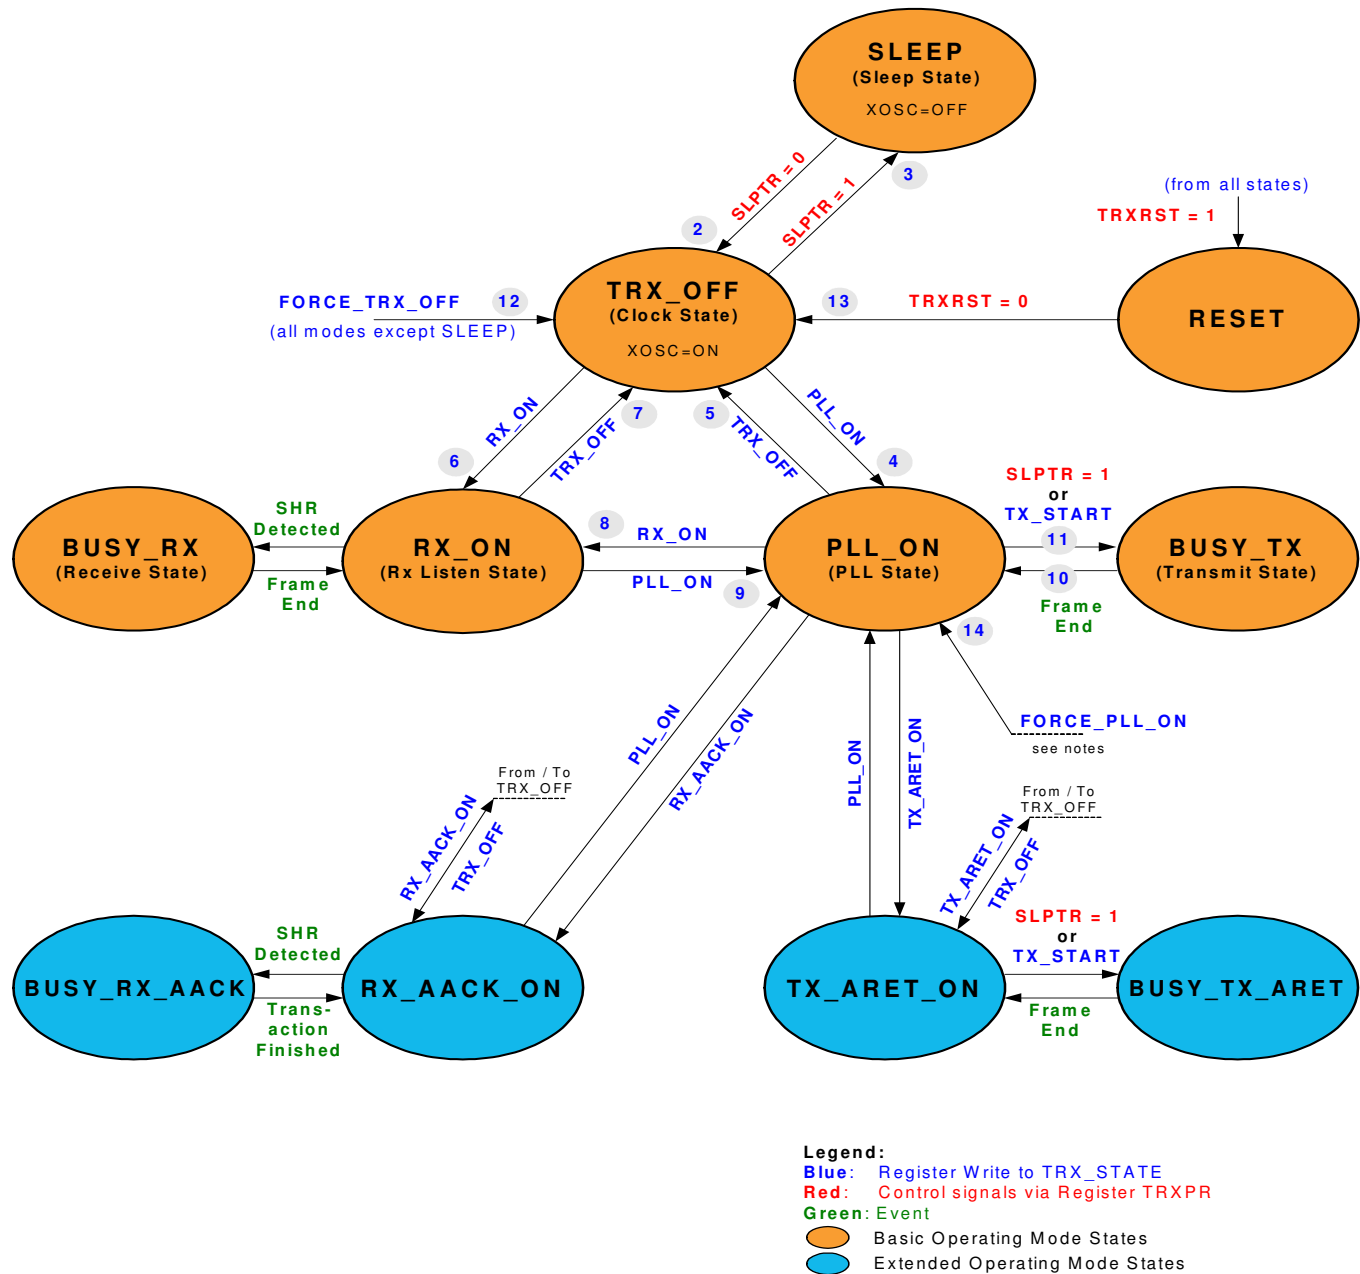 SLEEP
(Sleep State)
XOSC=OFF
SLPTR = 0
SLPTR = 1
3
2
(from all states)
TRXRST = 1
FORCE_TRX_OFF
12
(all modes except SLEEP)
TRX_OFF
(Clock State)
XOSC=ON
13
TRXRST = 0
RESET
RX_ON
7
TRX_OFF
6
5
TRX_OFF
PLL_ON
4
SHR
Detected
BUSY_RX
(Receive State)
Frame
End
RX_ON
(Rx Listen State)
8
RX_ON
PLL_ON
9
PLL_ON
(PLL State)
SLPTR = 1
or
TX_START
11
10
Frame
End
BUSY_TX
(Transmit State)
14
FORCE_PLL_ON
see notes
PLL_ON
RX_AACK_ON
PLL_ON
TX_ARET_ON
From / To
TRX_OFF
RX_AACK_ON
TRX_OFF
From / To
TRX_OFF
TX_ARET_ON
TRX_OFF
BUSY_RX_AACK
SHR
Detected
Trans-
action
Finished
RX_AACK_ON
TX_ARET_ON
SLPTR = 1
or
TX_START
Frame
End
BUSY_TX_ARET
Legend:
Blue: Register Write to TRX_STATE
Red: Control signals via Register TRXPR
Green: Event
Basic Operating Mode States
Extended Operating Mode States